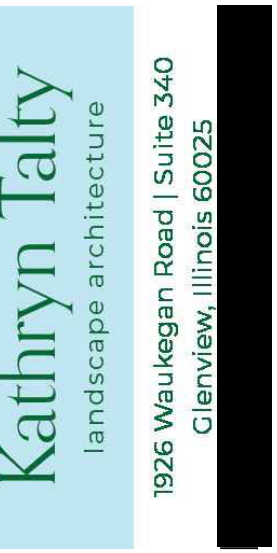 Kathryn Talty
landscape architecture
1926 Waukegan Road | Suite 340
Glenview, Illinois 60025